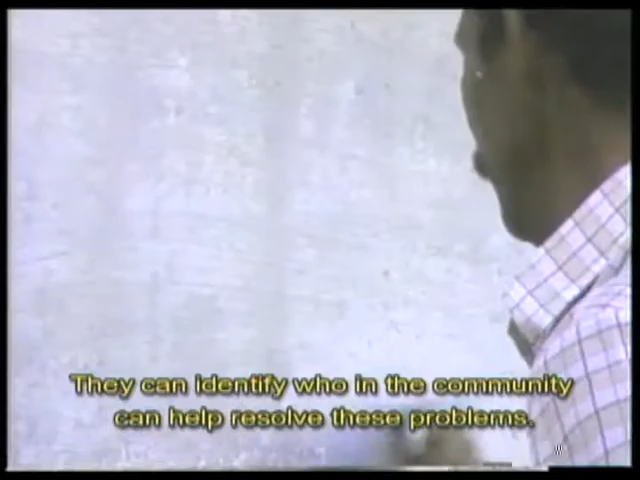 They can identify who in the community
can help resolve these problems.